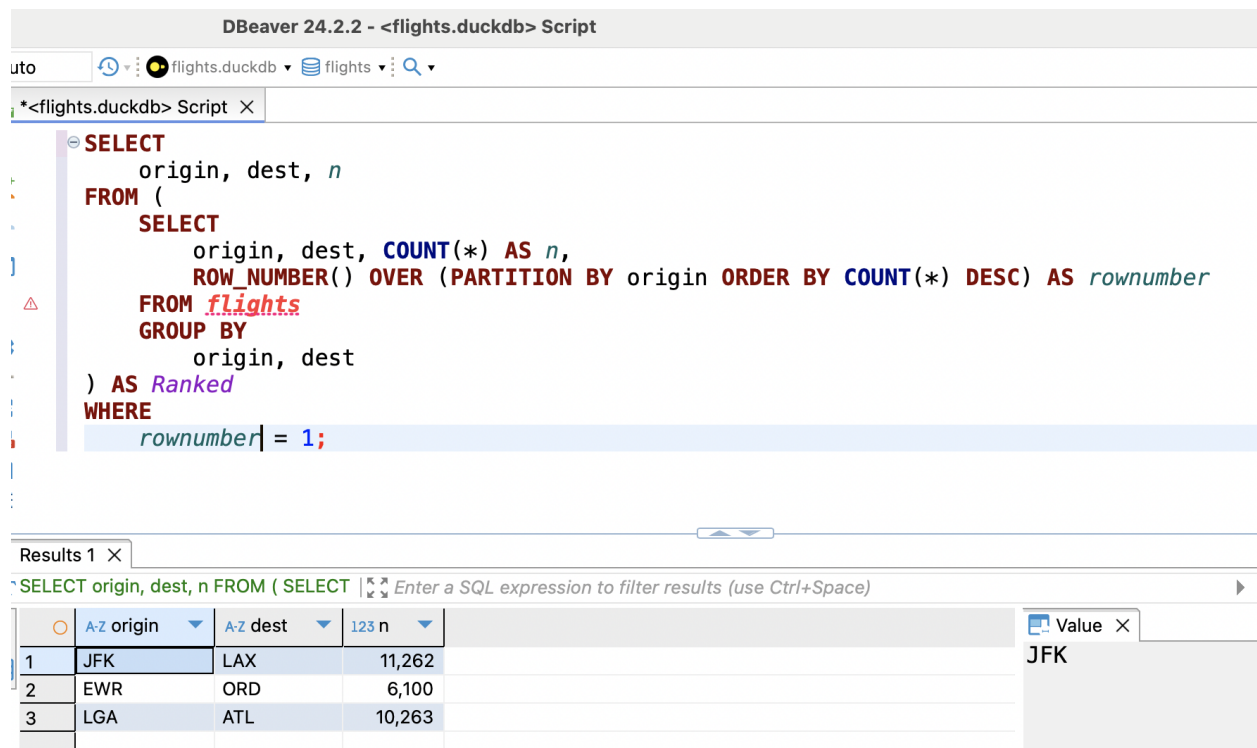 DBeaver 24.2.2 - <flights.duckdb> Script
uto flights.duckdb flights
*<flights.duckdb> Script
SELECT
origin, dest, n
FROM (
SELECT
origin, dest, COUNT(*) AS n,
ROW_NUMBER() OVER (PARTITION BY origin ORDER BY COUNT(*) DESC) AS rownumber
FROM flights
GROUP BY
origin, dest
) AS Ranked
WHERE
rownumber = 1;
Results 1
SELECT origin, dest, n FROM ( SELECT Enter a SQL expression to filter results (use Ctrl+Space)
A-Z origin A-Z dest 123 n Value
1 JFK LAX 11,262 JFK
2 EWR ORD 6,100
3 LGA ATL 10,263